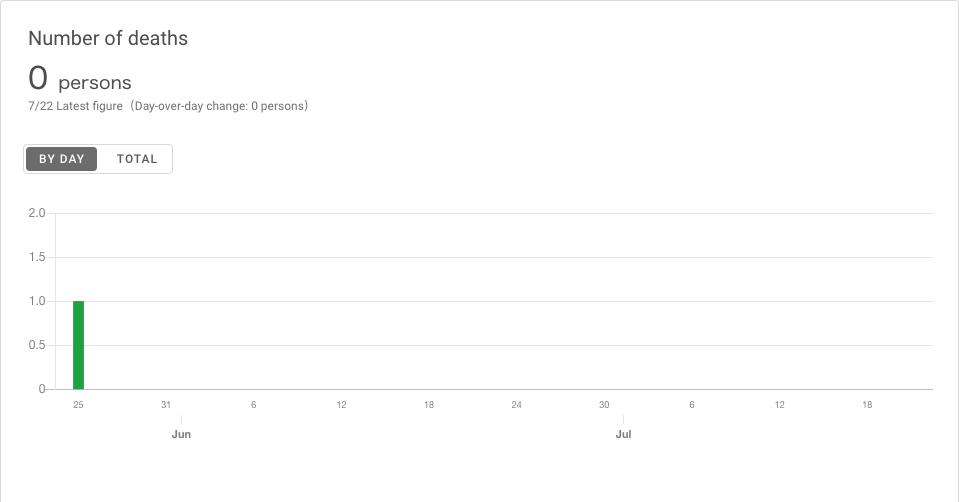 Number of deaths
0 persons
7/22 Latest figure（Day-over-day change: 0 persons）
BY DAY TOTAL
2.0
1.5
1.0
0.5
0
25 31 6 12 18 24 30 6 12 18
Jun Jul